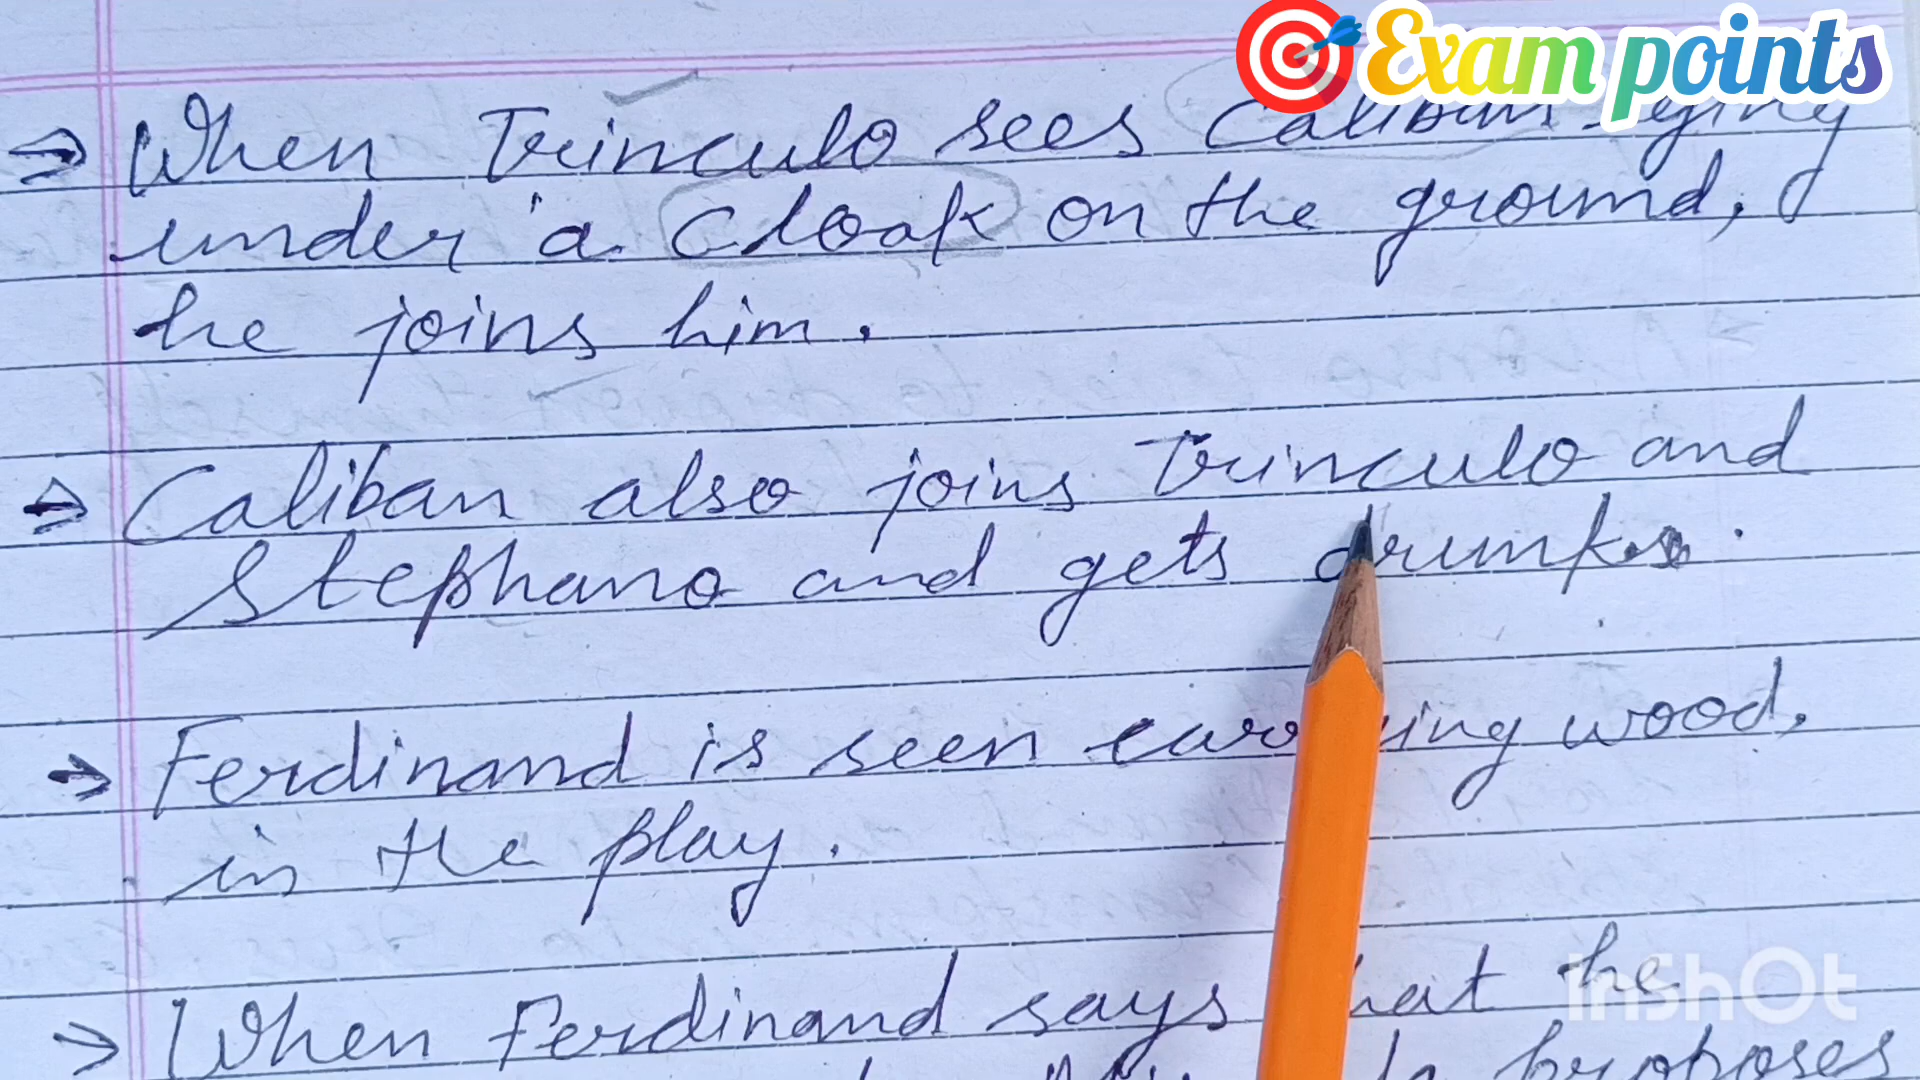 🎯 Exam points
⇒ When Trinculo sees Caliban lying
under a cloak on the ground,
he joins him.
⇒ Caliban also joins Trinculo and
Stephano and gets drunk.
⇒ Ferdinand is seen carrying wood,
in the play.
→ When Ferdinand says that he
proposes
InShOt